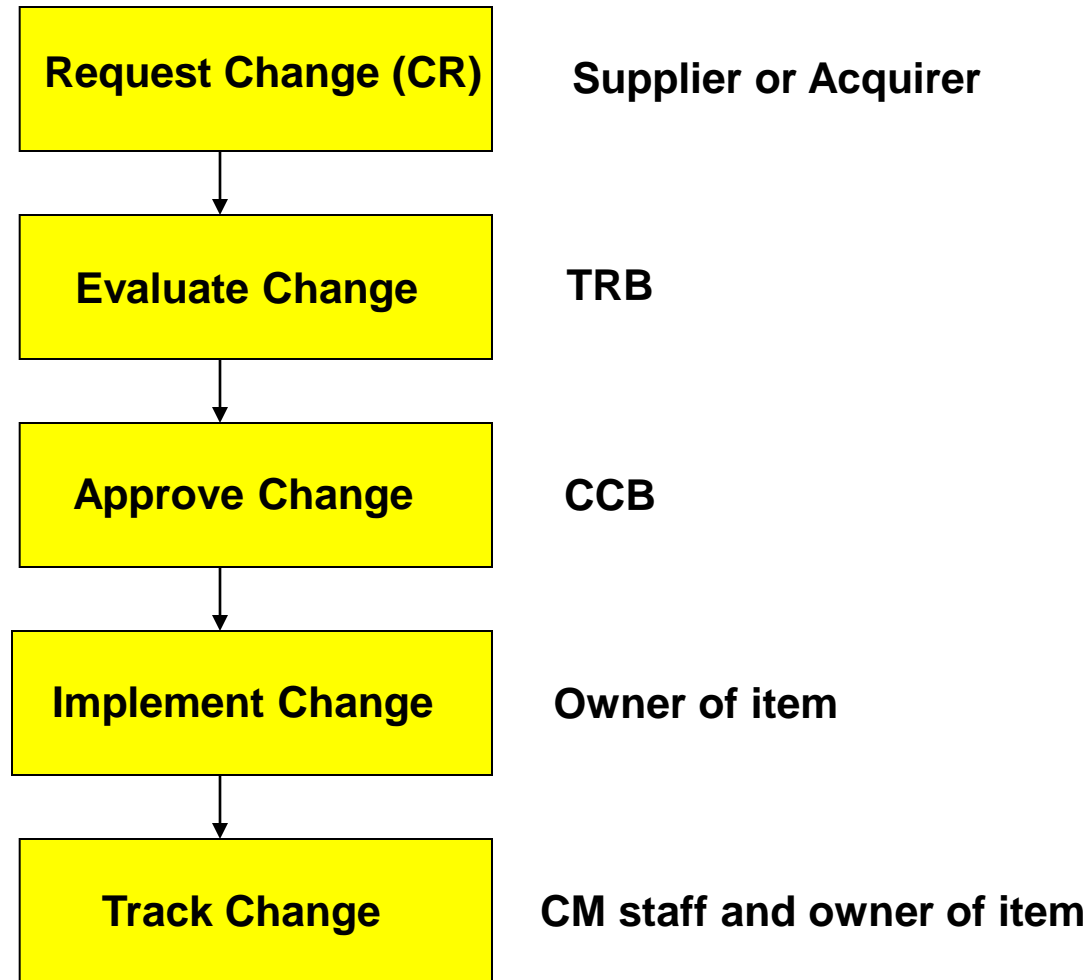 Request Change (CR)
Supplier or Acquirer
Evaluate Change
TRB
Approve Change
CCB
Implement Change
Owner of item
Track Change
CM staff and owner of item